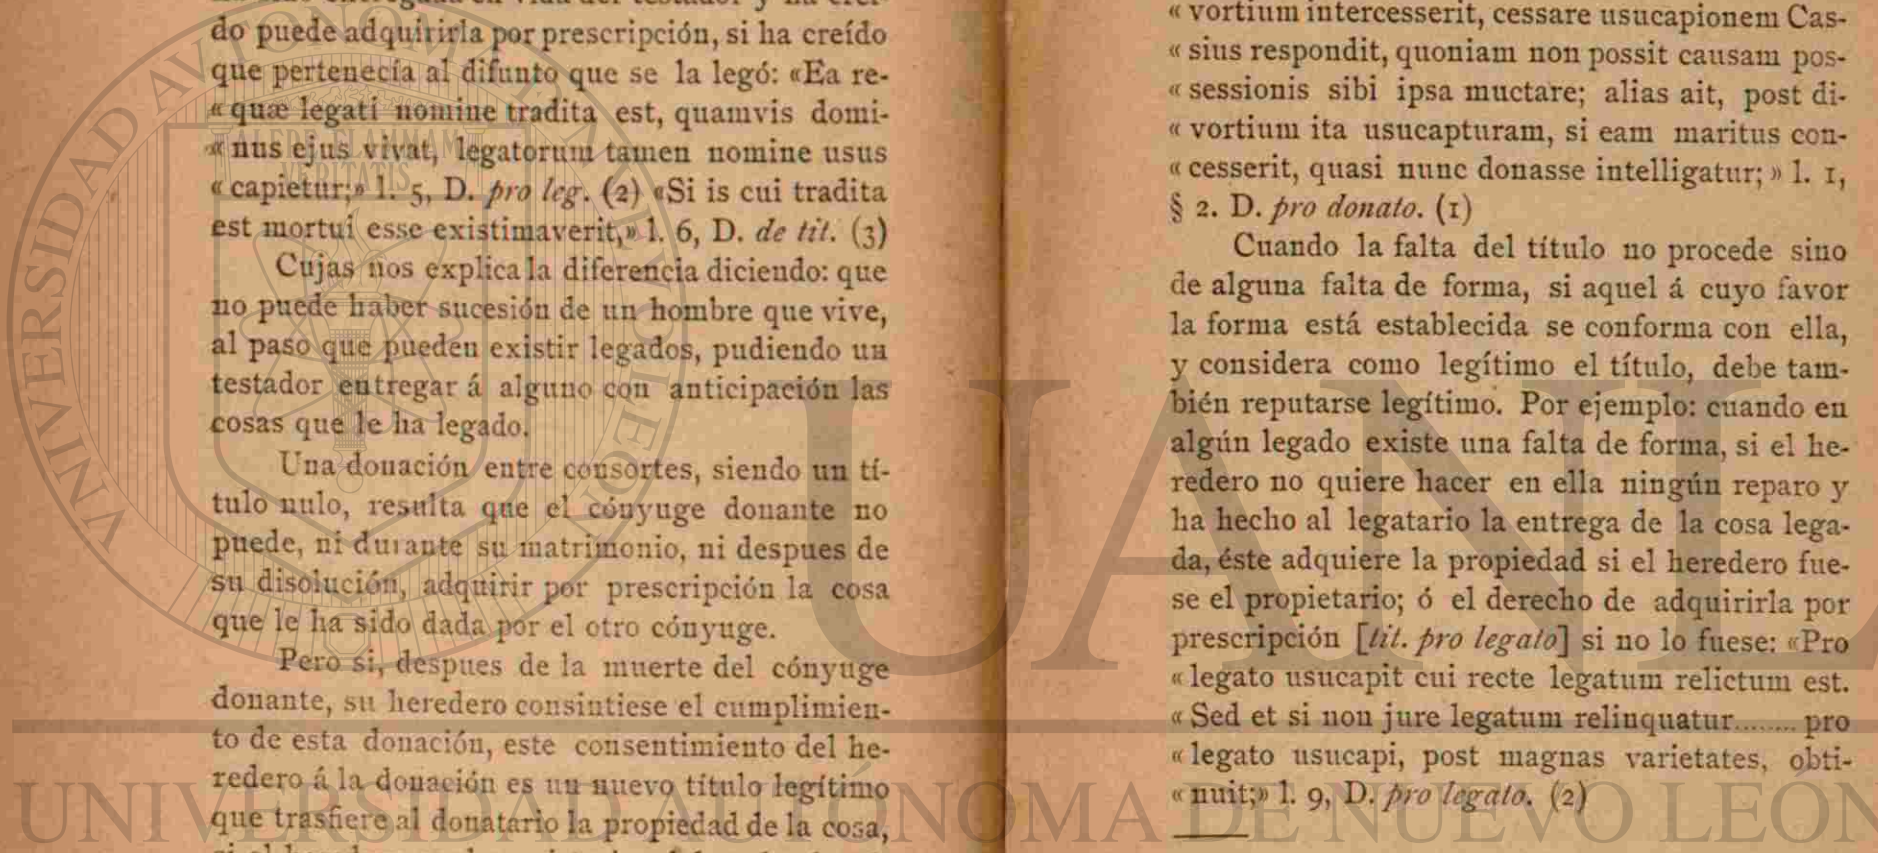 do puede adquirirla por prescripción, si ha creído
que pertenecía al difunto que se la legó: «Ea re-
« quæ legati nomine tradita est, quamvis domi-
« nus ejus vivat, legatorum tamen nomine usus
« capietur;» l. 5, D. pro leg. (2) «Si is cui tradita
est mortui esse existimaverit,» l. 6, D. de tit. (3)
Cujas nos explica la diferencia diciendo: que
no puede haber sucesión de un hombre que vive,
al paso que pueden existir legados, pudiendo un
testador entregar á alguno con anticipación las
cosas que le ha legado.
Una donación entre consortes, siendo un tí-
tulo nulo, resulta que el cónyuge donante no
puede, ni durante su matrimonio, ni despues de
su disolución, adquirir por prescripción la cosa
que le ha sido dada por el otro cónyuge.
Pero si, despues de la muerte del cónyuge
donante, su heredero consintiese el cumplimien-
to de esta donación, este consentimiento del he-
redero á la donación es un nuevo título legítimo
que trasfiere al donatario la propiedad de la cosa,
« vortium intercesserit, cessare usucapionem Cas-
« sius respondit, quoniam non possit causam pos-
« sessionis sibi ipsa muctare; alias ait, post di-
« vortium ita usucapturam, si eam maritus con-
« cesserit, quasi nunc donasse intelligatur; » l. 1,
§ 2. D. pro donato. (1)
Cuando la falta del título no procede sino
de alguna falta de forma, si aquel á cuyo favor
la forma está establecida se conforma con ella,
y considera como legítimo el título, debe tam-
bién reputarse legítimo. Por ejemplo: cuando en
algún legado existe una falta de forma, si el he-
redero no quiere hacer en ella ningún reparo y
ha hecho al legatario la entrega de la cosa lega-
da, éste adquiere la propiedad si el heredero fue-
se el propietario; ó el derecho de adquirirla por
prescripción [tit. pro legato] si no lo fuese: «Pro
« legato usucapit cui recte legatum relictum est.
« Sed et si non jure legatum relinquatur........ pro
« legato usucapi, post magnas varietates, obti-
« nuit;» l. 9, D. pro legato. (2)
UNIVERSIDAD AUTÓNOMA DE NUEVO LEÓN
ALERE FLAMMAM
VERITATIS
UANL
UNIVERSIDAD AUTÓNOMA DE NUEVO LEÓN